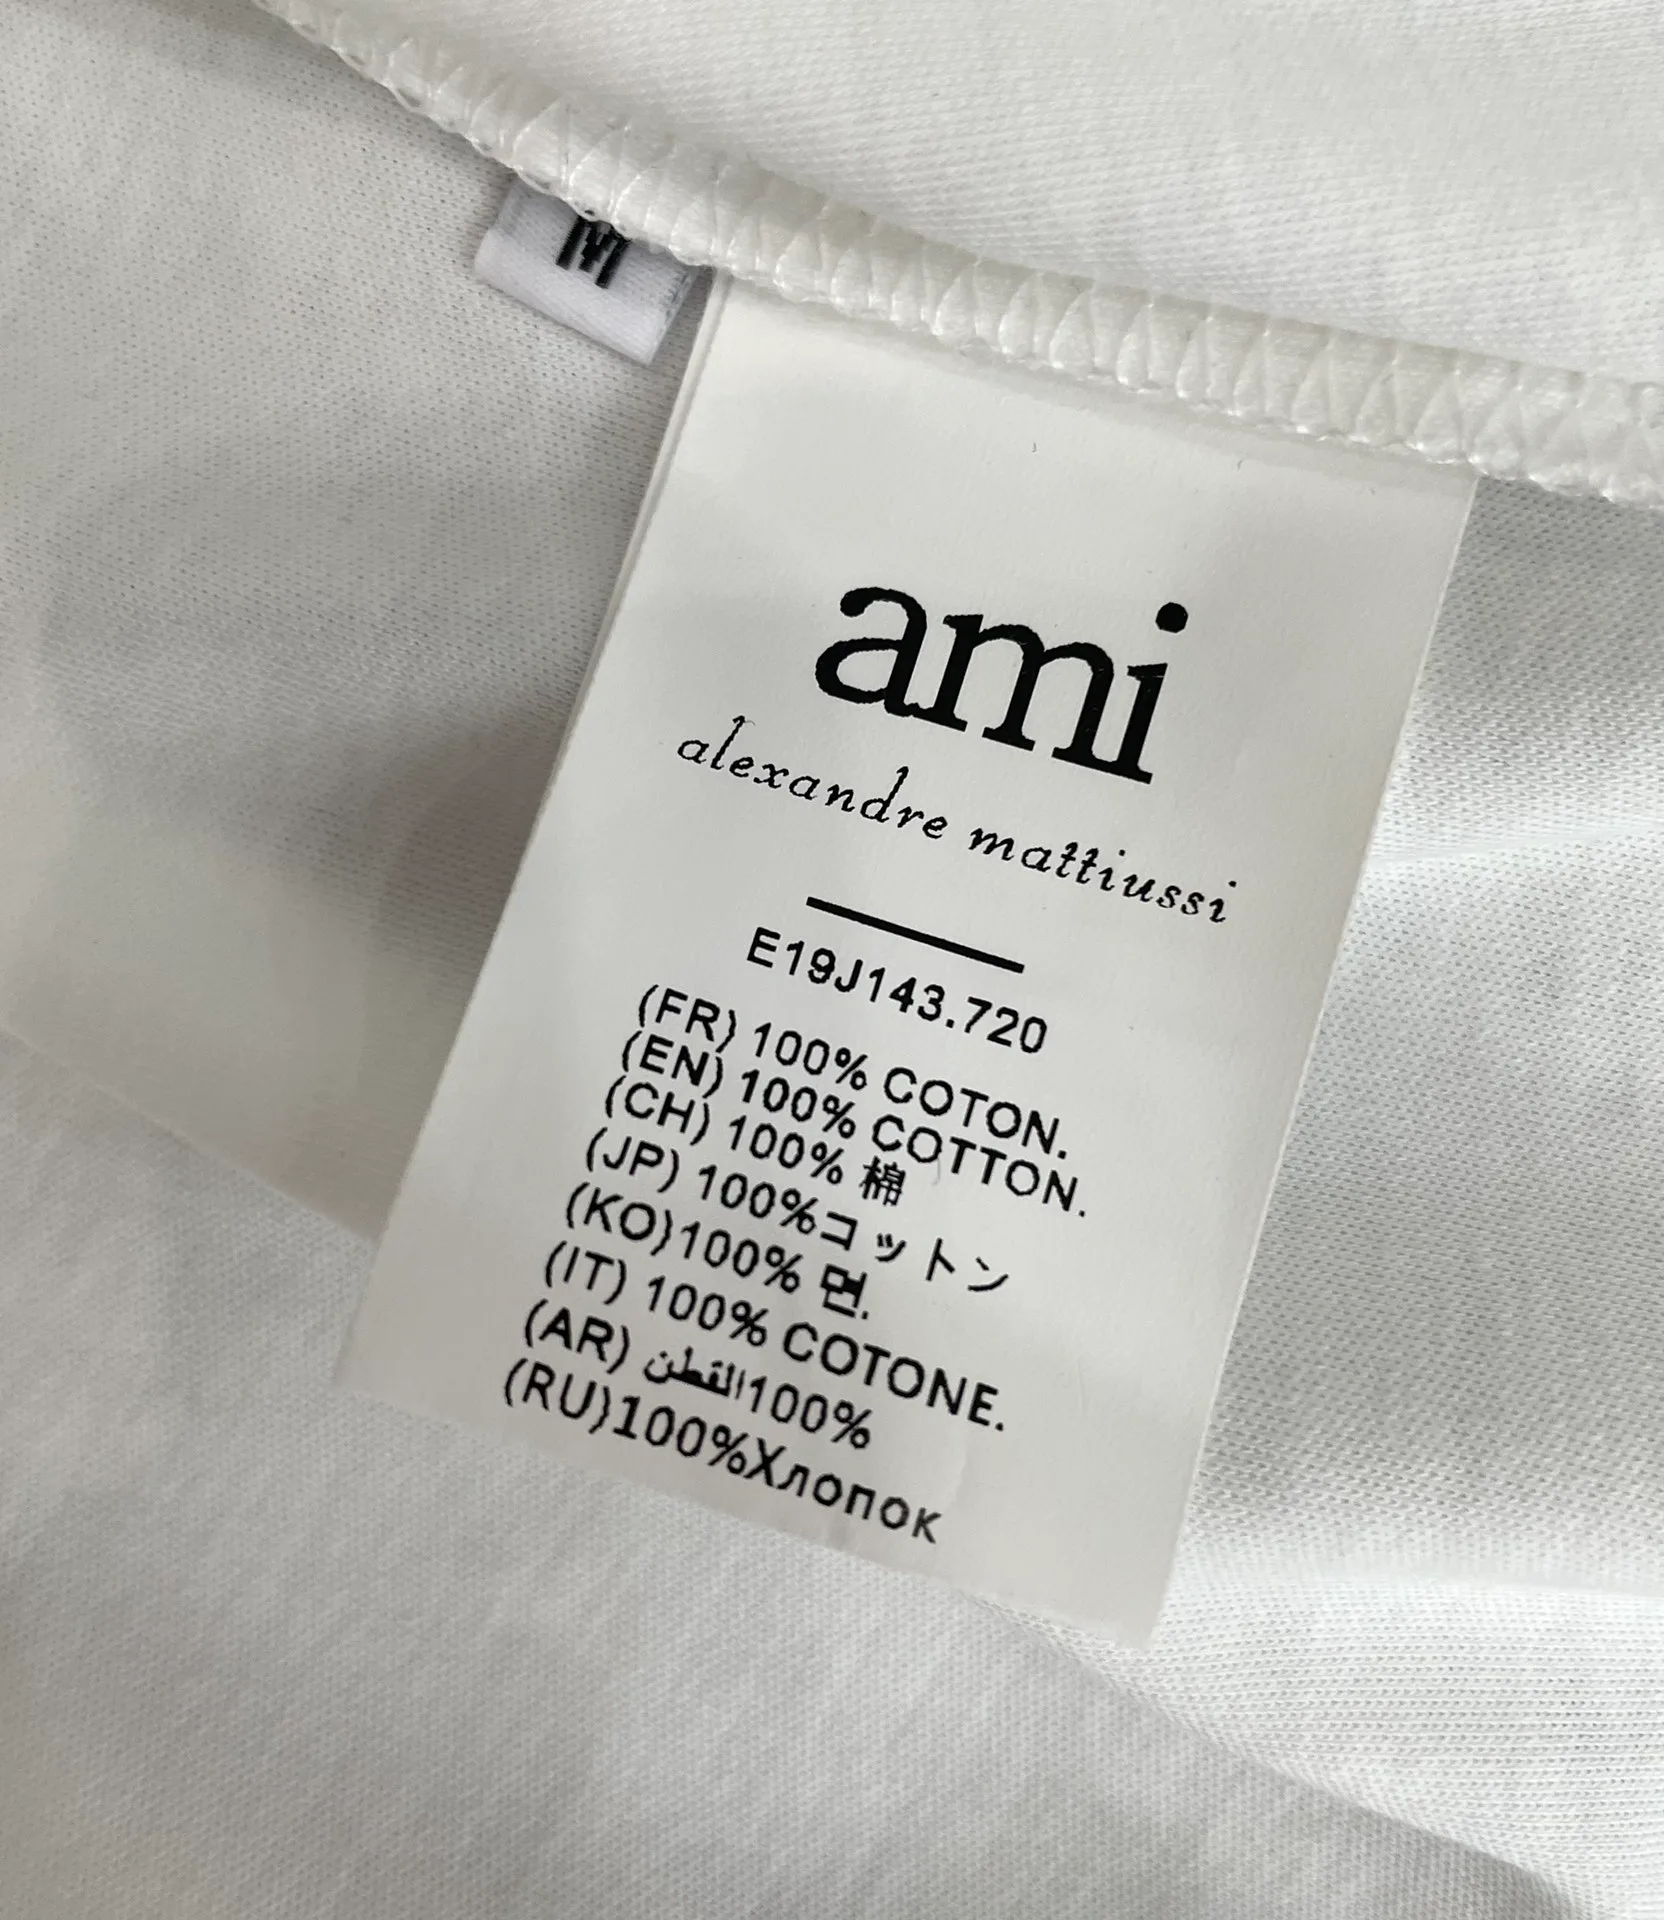 M
ami
alexandre mattiussi
E19J143.720
(FR) 100% COTON.
(EN) 100% COTTON.
(CH) 100% 棉
(JP) 100%コットン
(KO)100% 면.
(IT) 100% COTONE.
(AR) القطن100%
(RU)100%Хлопок